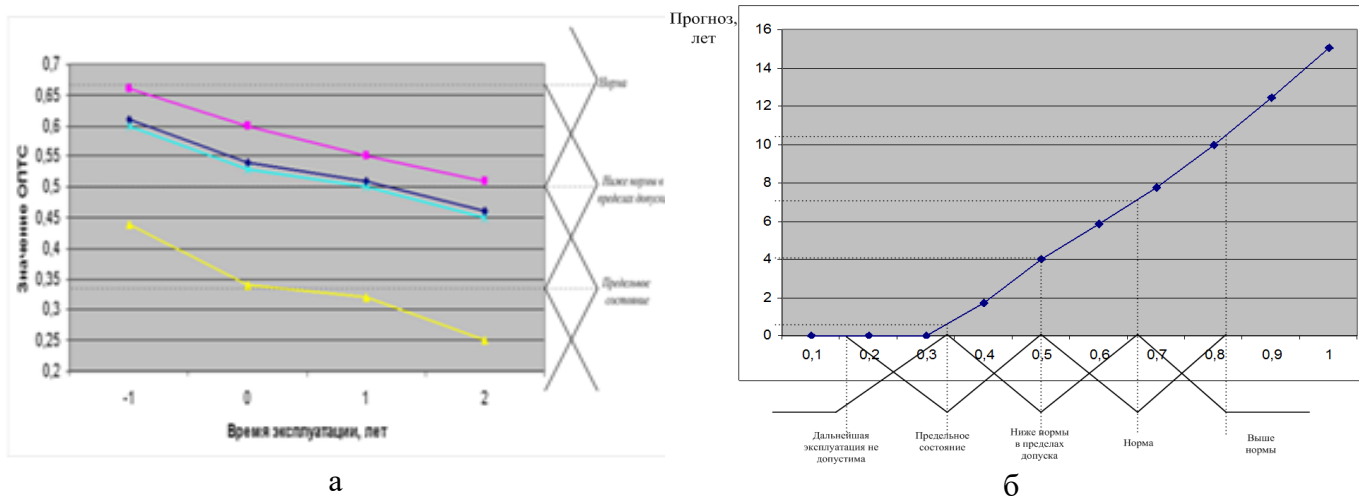 0,7
0,65
0,6
0,55
0,5
0,45
0,4
0,35
0,3
0,25
0,2
Значение ОПТС
-1
0
1
2
Время эксплуатации, лет
Норма
Ниже нормы в
пределах допуска
Предельное
состояние
а
Прогноз,
лет
16
14
12
10
8
6
4
2
0
0,1
0,2
0,3
0,4
0,5
0,6
0,7
0,8
0,9
1
Дальнейшая
эксплуатация не
допустима
Предельное
состояние
Ниже нормы
в пределах
допуска
Норма
Выше
нормы
б